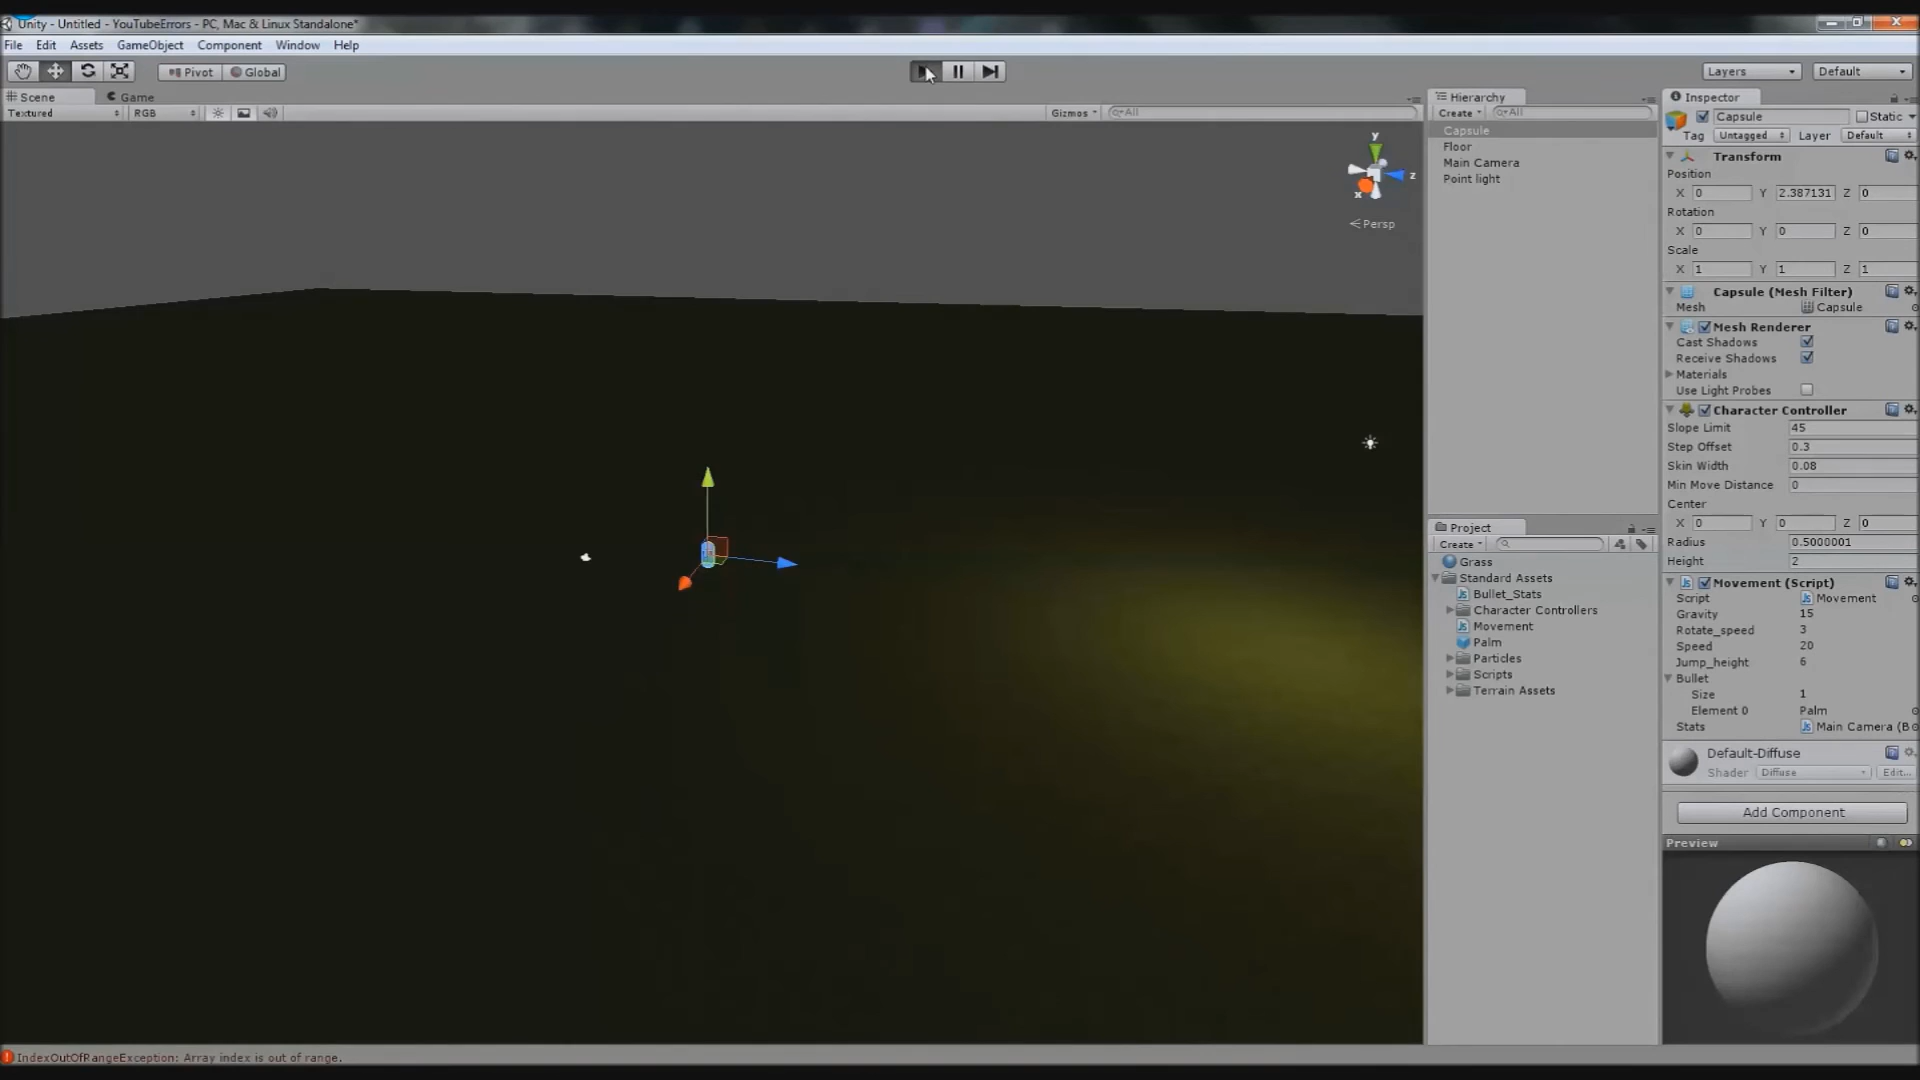 Unity - Untitled - YouTubeErrors - PC, Mac & Linux Standalone*
File Edit Assets GameObject Component Window Help
Pivot Global Layers Default
Scene Game
Textured RGB Gizmos All
y
z
x
Persp
Hierarchy
Create All
Capsule
Floor
Main Camera
Point light
Project
Create
Grass
Standard Assets
Bullet_Stats
Character Controllers
Movement
Palm
Particles
Scripts
Terrain Assets
Inspector
Capsule Static
Tag Untagged Layer Default
Transform
Position
X 0 Y 2.387131 Z 0
Rotation
X 0 Y 0 Z 0
Scale
X 1 Y 1 Z 1
Capsule (Mesh Filter)
Mesh Capsule
Mesh Renderer
Cast Shadows
Receive Shadows
Materials
Use Light Probes
Character Controller
Slope Limit 45
Step Offset 0.3
Skin Width 0.08
Min Move Distance 0
Center
X 0 Y 0 Z 0
Radius 0.5000001
Height 2
Movement (Script)
Script Movement
Gravity 15
Rotate_speed 3
Speed 20
Jump_height 6
Bullet
Size 1
Element 0 Palm
Stats Main Camera (B
Default-Diffuse
Shader Diffuse Edit...
Add Component
Preview
IndexOutOfRangeException: Array index is out of range.